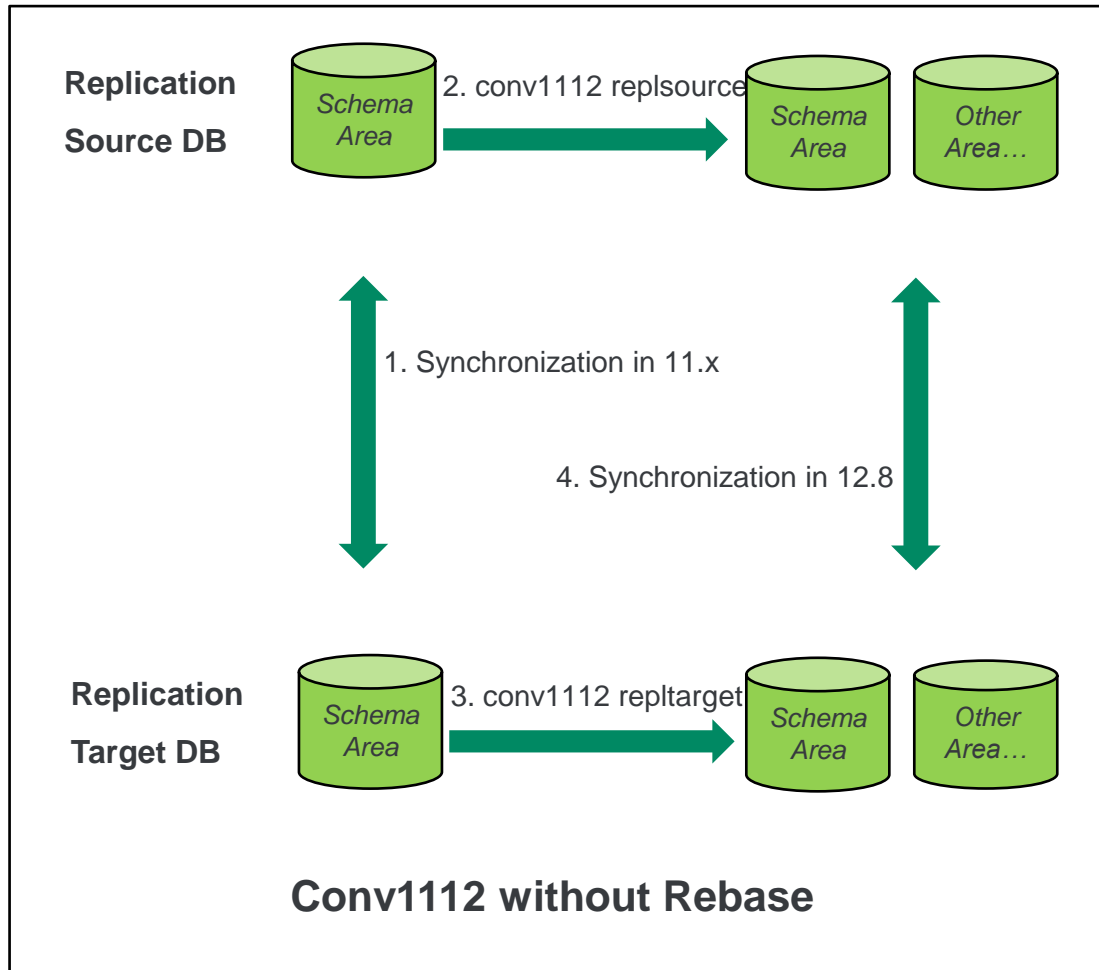 Replication
Source DB
Schema
Area
2. conv1112 replsource
Schema
Area
Other
Area…
1. Synchronization in 11.x
4. Synchronization in 12.8
Replication
Target DB
Schema
Area
3. conv1112 repltarget
Schema
Area
Other
Area…
Conv1112 without Rebase